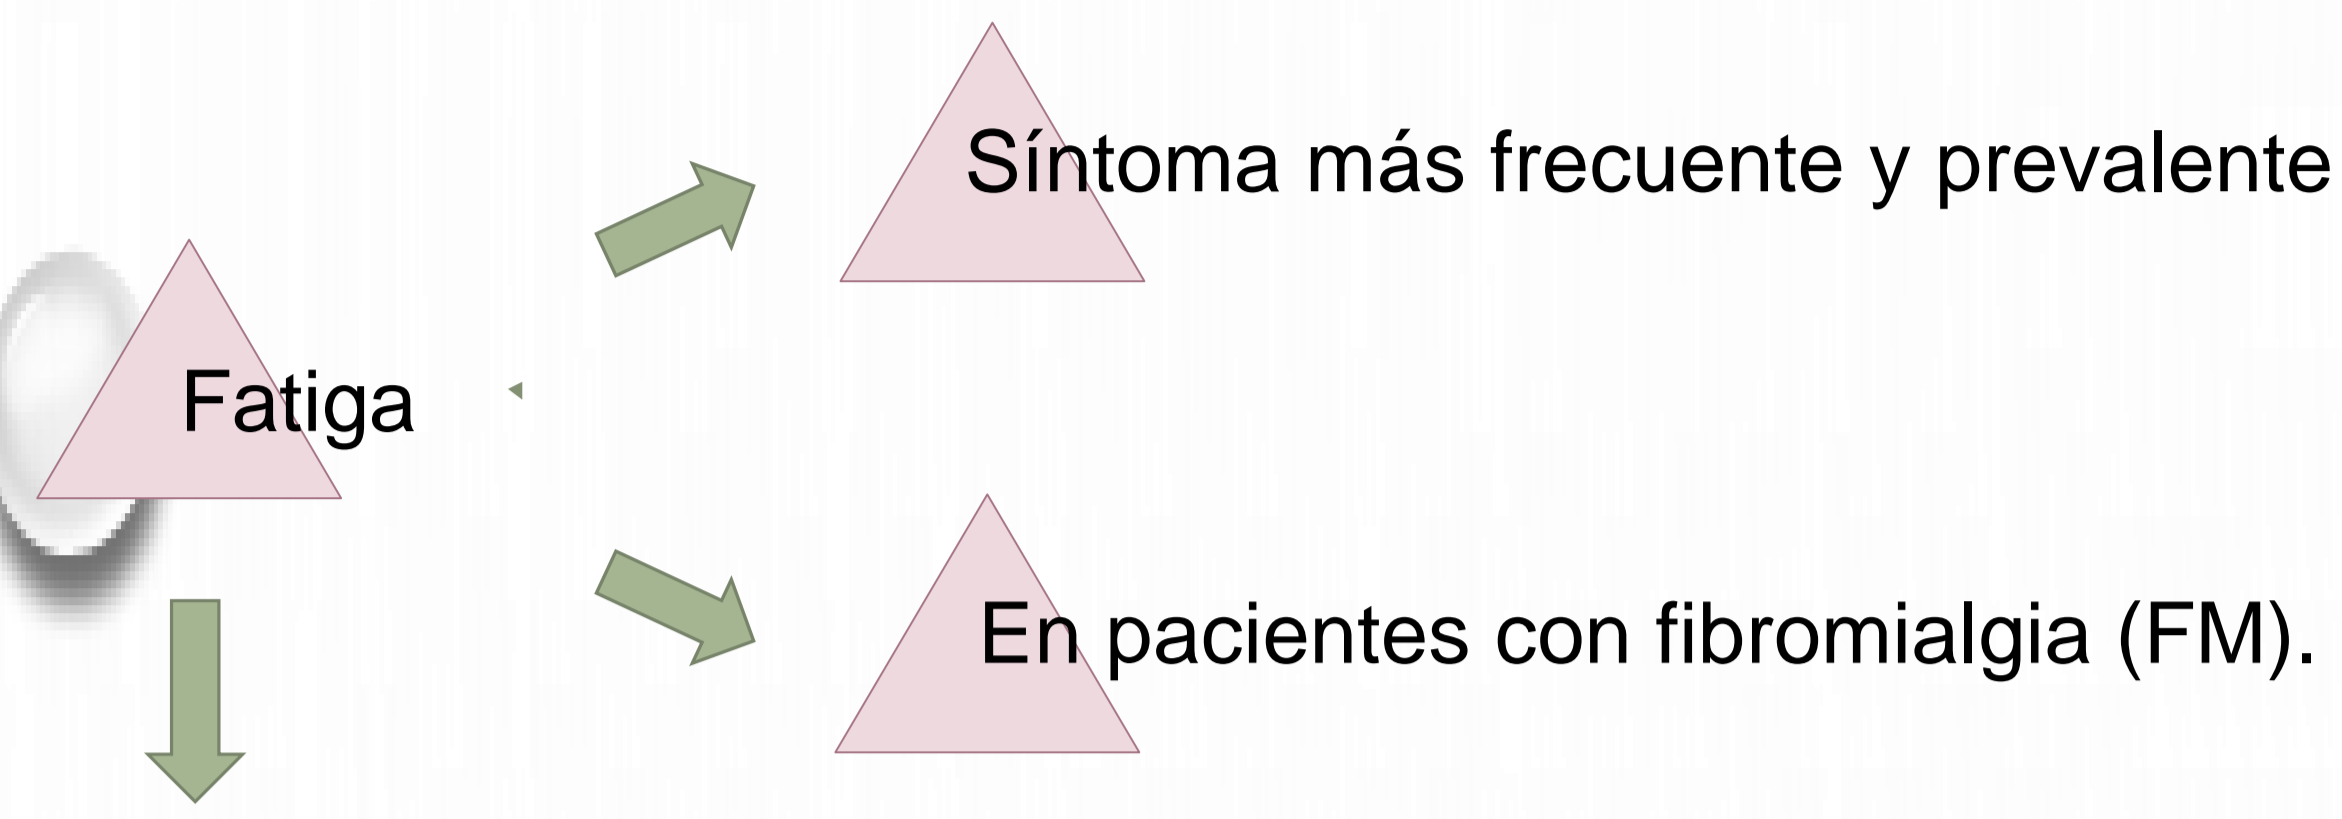 Síntoma más frecuente y prevalente
Fatiga
En pacientes con fibromialgia (FM).